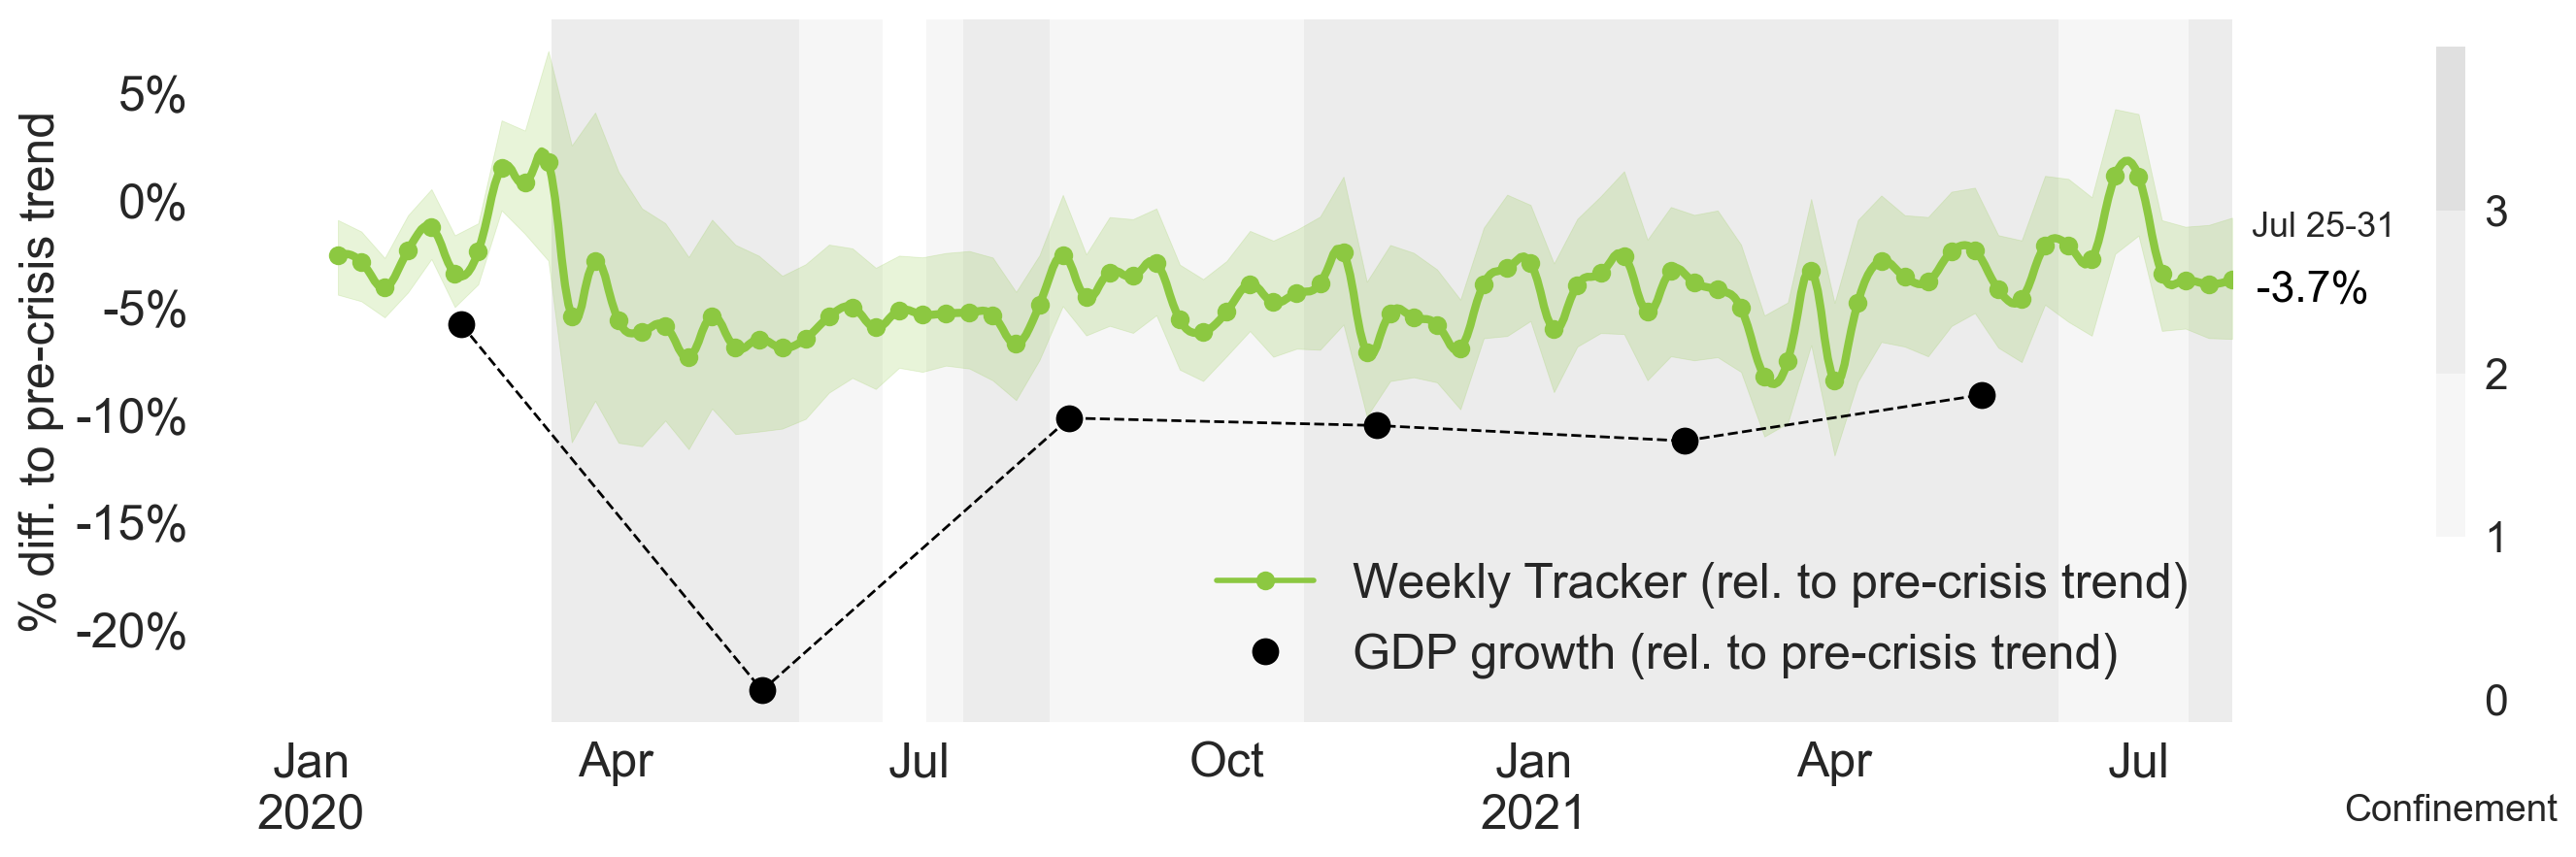 % diff. to pre-crisis trend
5%
0%
-5%
-10%
-15%
-20%
Jan
2020
Apr
Jul
Oct
Jan
2021
Apr
Jul
Weekly Tracker (rel. to pre-crisis trend)
GDP growth (rel. to pre-crisis trend)
Jul 25-31
-3.7%
3
2
1
0
Confinement